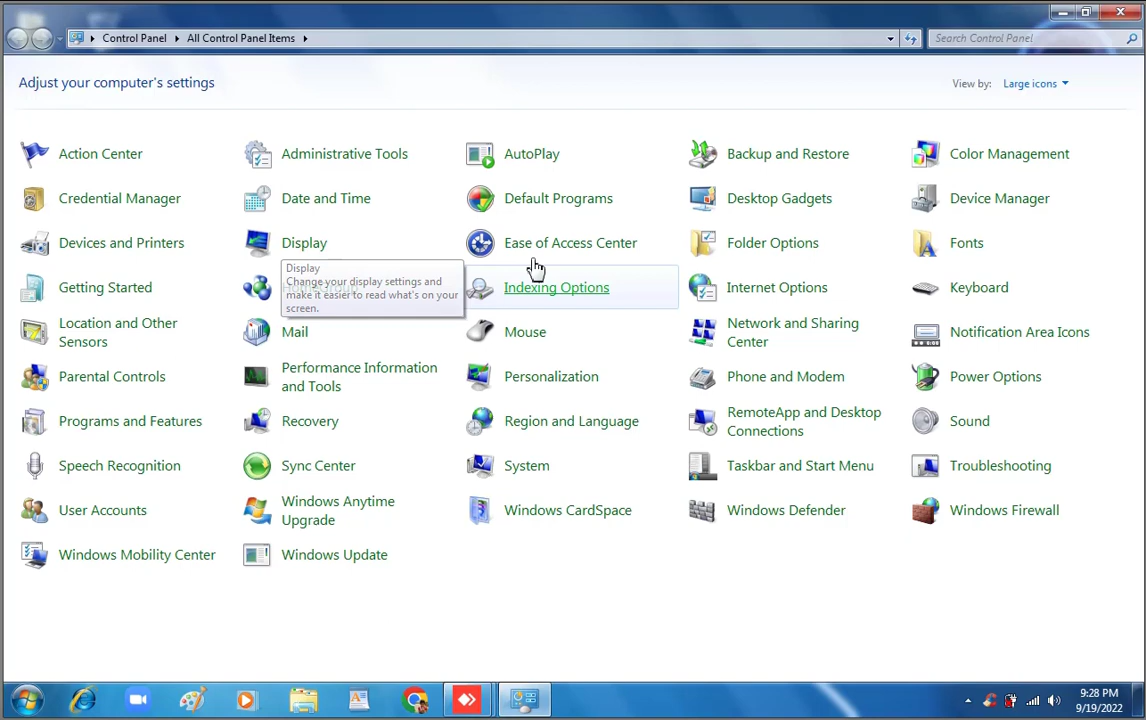 Control Panel All Control Panel Items
Search Control Panel
Adjust your computer's settings
View by: Large icons
Action Center
Administrative Tools
AutoPlay
Backup and Restore
Color Management
Credential Manager
Date and Time
Default Programs
Desktop Gadgets
Device Manager
Devices and Printers
Display
Ease of Access Center
Folder Options
Fonts
Display
Change your display settings and
make it easier to read what's on your
screen.
Getting Started
Indexing Options
Internet Options
Keyboard
Location and Other
Sensors
Mail
Mouse
Network and Sharing
Center
Notification Area Icons
Parental Controls
Performance Information
and Tools
Personalization
Phone and Modem
Power Options
Programs and Features
Recovery
Region and Language
RemoteApp and Desktop
Connections
Sound
Speech Recognition
Sync Center
System
Taskbar and Start Menu
Troubleshooting
User Accounts
Windows Anytime
Upgrade
Windows CardSpace
Windows Defender
Windows Firewall
Windows Mobility Center
Windows Update
9:28 PM
9/19/2022